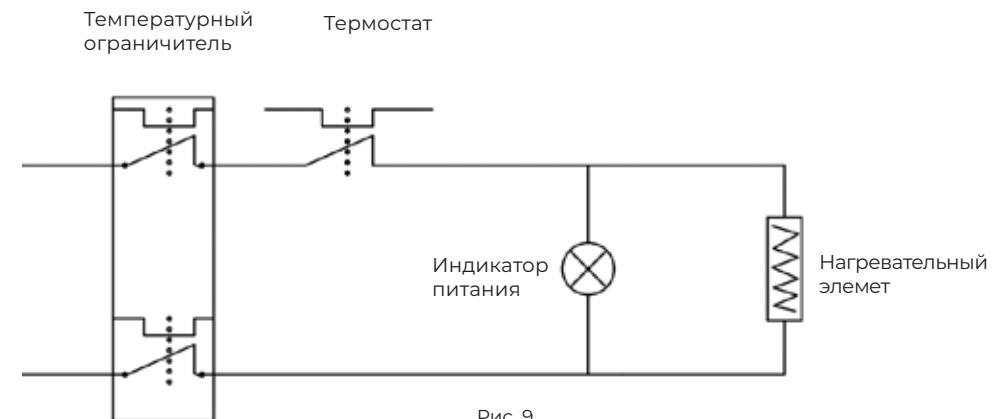 Температурный
ограничитель
Термостат
Индикатор
питания
Нагревательный
элемет
Рис. 9